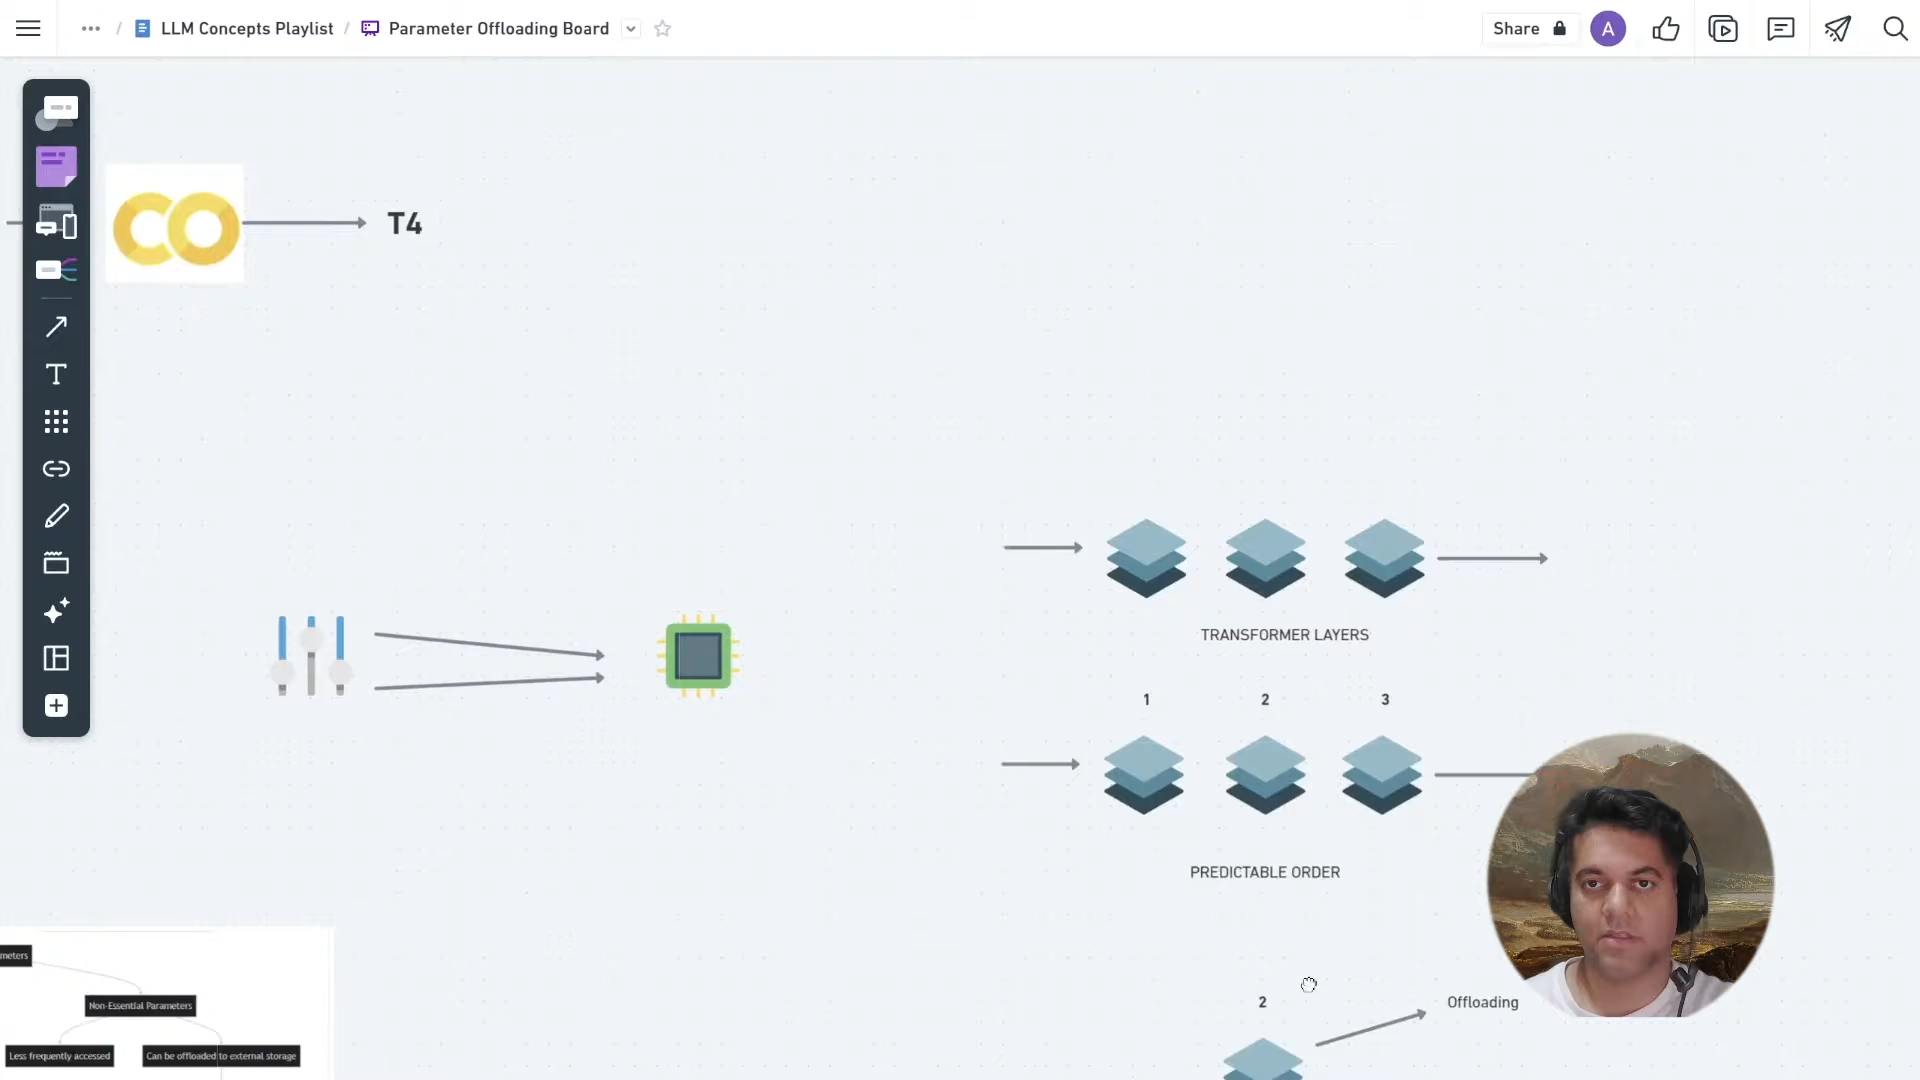 LLM Concepts Playlist / Parameter Offloading Board
Share
A
T4
TRANSFORMER LAYERS
1 2 3
PREDICTABLE ORDER
2
Offloading
meters
Non-Essential Parameters
Less frequently accessed
Can be offloaded to external storage